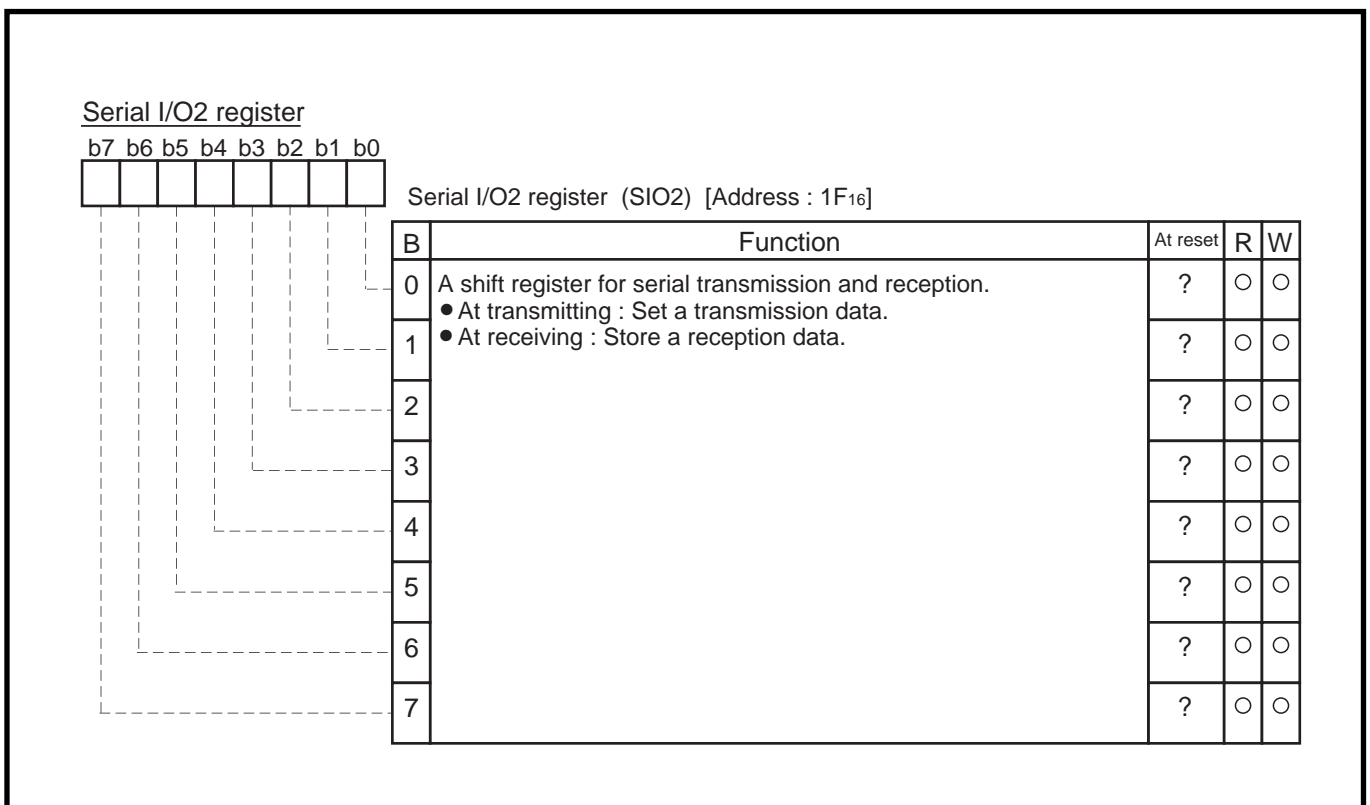 Serial I/O2 register
b7 b6 b5 b4 b3 b2 b1 b0
Serial I/O2 register (SIO2) [Address : 1F16]
B Function At reset R W
0 A shift register for serial transmission and reception. ? ○ ○
● At transmitting : Set a transmission data.
1 ● At receiving : Store a reception data. ? ○ ○
2 ? ○ ○
3 ? ○ ○
4 ? ○ ○
5 ? ○ ○
6 ? ○ ○
7 ? ○ ○